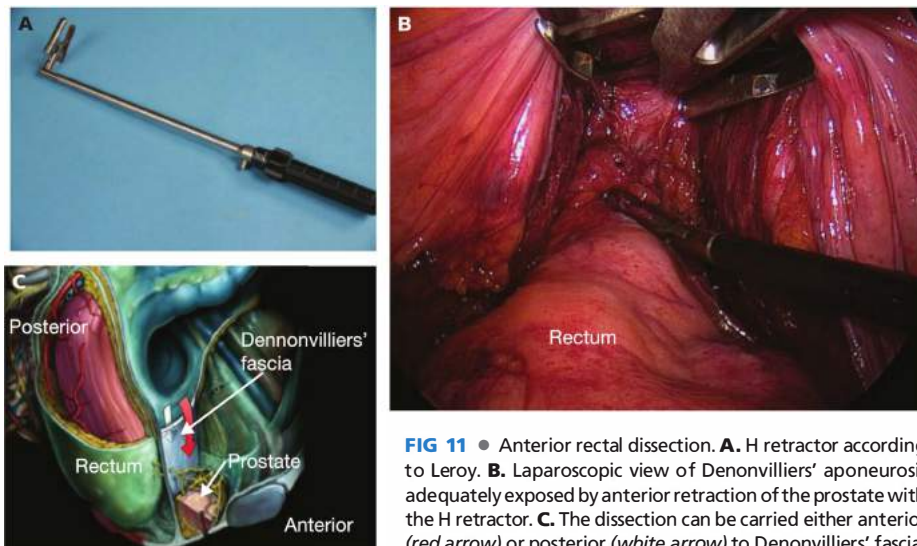 A
B
Rectum
C
Posterior
Dennonvilliers'
fascia
Rectum
Prostate
Anterior
FIG 11 ● Anterior rectal dissection. A. H retractor according
to Leroy. B. Laparoscopic view of Denonvilliers' aponeurosi
adequately exposed by anterior retraction of the prostate with
the H retractor. C. The dissection can be carried either anterio
(red arrow) or posterior (white arrow) to Denonvilliers' fascia